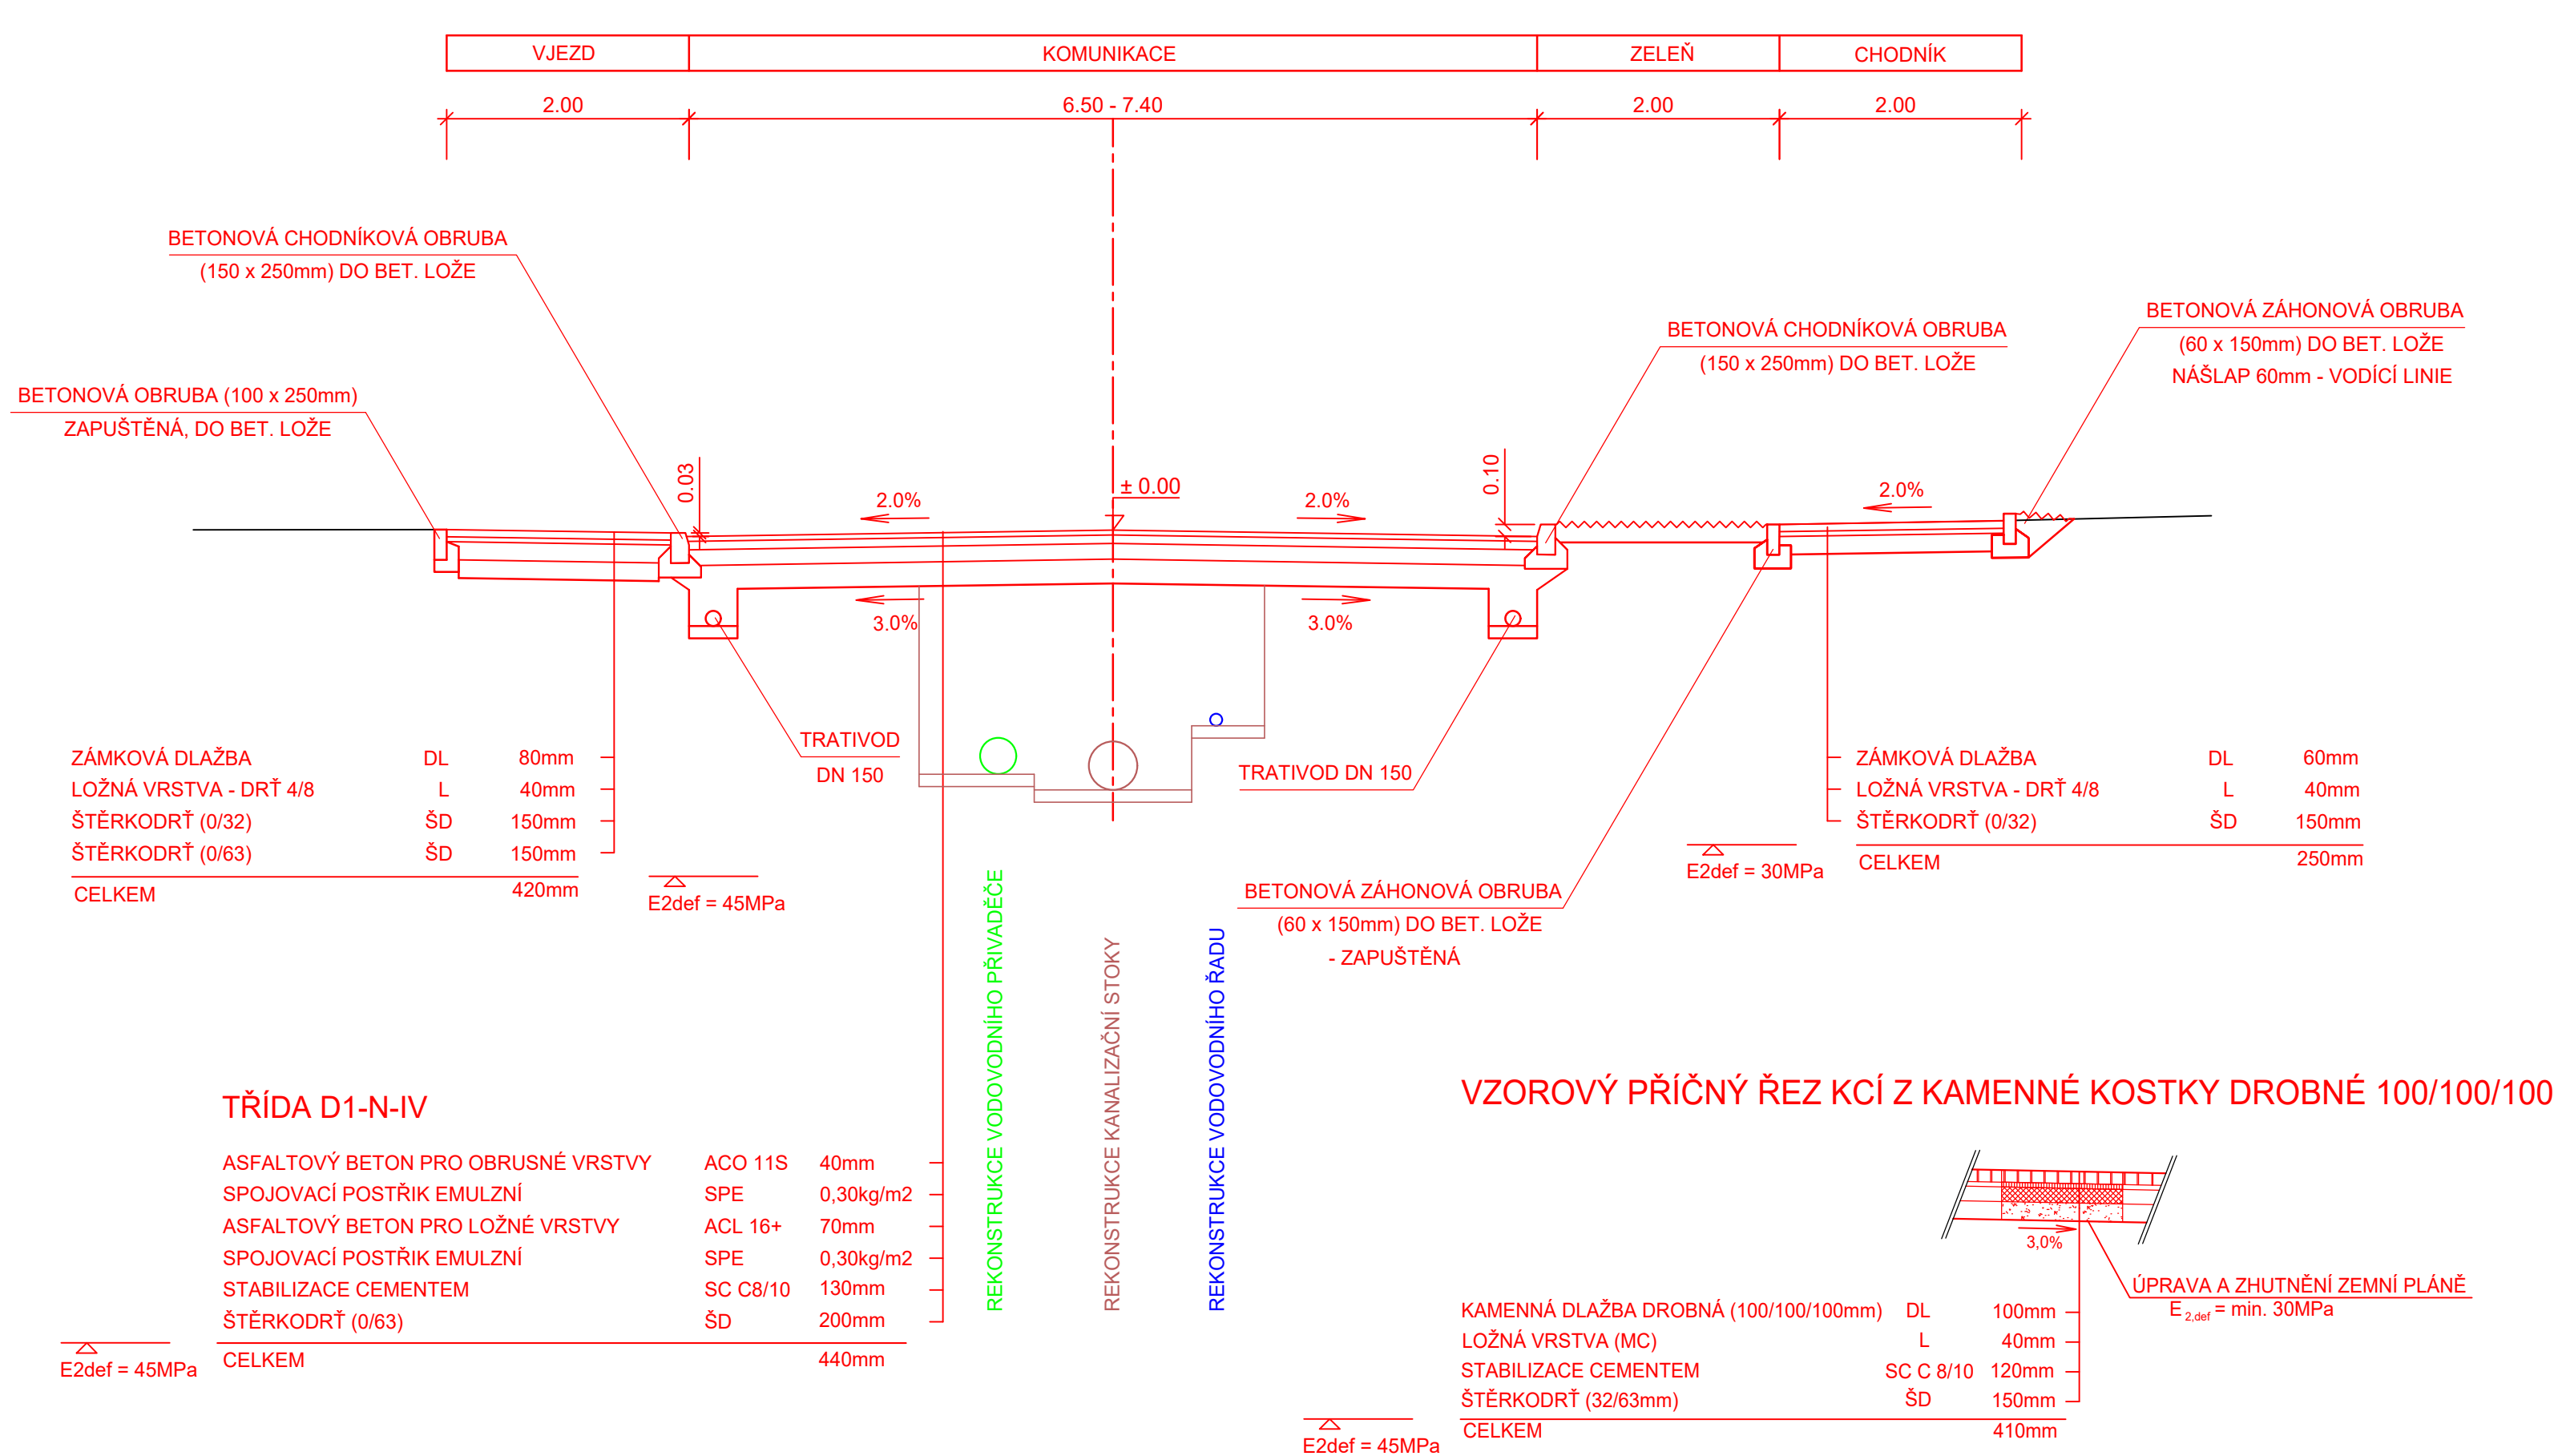 VJEZD KOMUNIKACE ZELEŇ CHODNÍK
2.00 6.50 - 7.40 2.00 2.00
BETONOVÁ CHODNÍKOVÁ OBRUBA
(150 x 250mm) DO BET. LOŽE
BETONOVÁ OBRUBA (100 x 250mm)
ZAPUŠTĚNÁ, DO BET. LOŽE
BETONOVÁ CHODNÍKOVÁ OBRUBA
(150 x 250mm) DO BET. LOŽE
BETONOVÁ ZÁHONOVÁ OBRUBA
(60 x 150mm) DO BET. LOŽE
NÁŠLAP 60mm - VODÍCÍ LINIE
0.03
2.0%
± 0.00
2.0%
0.10
2.0%
3.0%
3.0%
TRATIVOD
DN 150
TRATIVOD DN 150
BETONOVÁ ZÁHONOVÁ OBRUBA
(60 x 150mm) DO BET. LOŽE
- ZAPUŠTĚNÁ
ZÁMKOVÁ DLAŽBA DL 80mm
LOŽNÁ VRSTVA - DRŤ 4/8 L 40mm
ŠTĚRKODRŤ (0/32) ŠD 150mm
ŠTĚRKODRŤ (0/63) ŠD 150mm
CELKEM 420mm
E2def = 45MPa
ZÁMKOVÁ DLAŽBA DL 60mm
LOŽNÁ VRSTVA - DRŤ 4/8 L 40mm
ŠTĚRKODRŤ (0/32) ŠD 150mm
CELKEM 250mm
E2def = 30MPa
REKONSTRUKCE VODOVODNÍHO PŘIVADĚČE
REKONSTRUKCE KANALIZAČNÍ STOKY
REKONSTRUKCE VODOVODNÍHO ŘADU
TŘÍDA D1-N-IV
ASFALTOVÝ BETON PRO OBRUSNÉ VRSTVY ACO 11S 40mm
SPOJOVACÍ POSTŘIK EMULZNÍ SPE 0,30kg/m2
ASFALTOVÝ BETON PRO LOŽNÉ VRSTVY ACL 16+ 70mm
SPOJOVACÍ POSTŘIK EMULZNÍ SPE 0,30kg/m2
STABILIZACE CEMENTEM SC C8/10 130mm
ŠTĚRKODRŤ (0/63) ŠD 200mm
CELKEM 440mm
E2def = 45MPa
VZOROVÝ PŘÍČNÝ ŘEZ KCÍ Z KAMENNÉ KOSTKY DROBNÉ 100/100/100
3,0%
ÚPRAVA A ZHUTNĚNÍ ZEMNÍ PLÁNĚ
E 2,def = min. 30MPa
KAMENNÁ DLAŽBA DROBNÁ (100/100/100mm) DL 100mm
LOŽNÁ VRSTVA (MC) L 40mm
STABILIZACE CEMENTEM SC C 8/10 120mm
ŠTĚRKODRŤ (32/63mm) ŠD 150mm
CELKEM 410mm
E2def = 45MPa